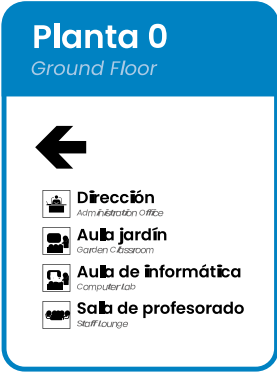 Planta 0
Ground Floor
Dirección
Administration Office
Aula jardín
Garden Classroom
Aula de informática
Computer Lab
Sala de profesorado
Staff Lounge